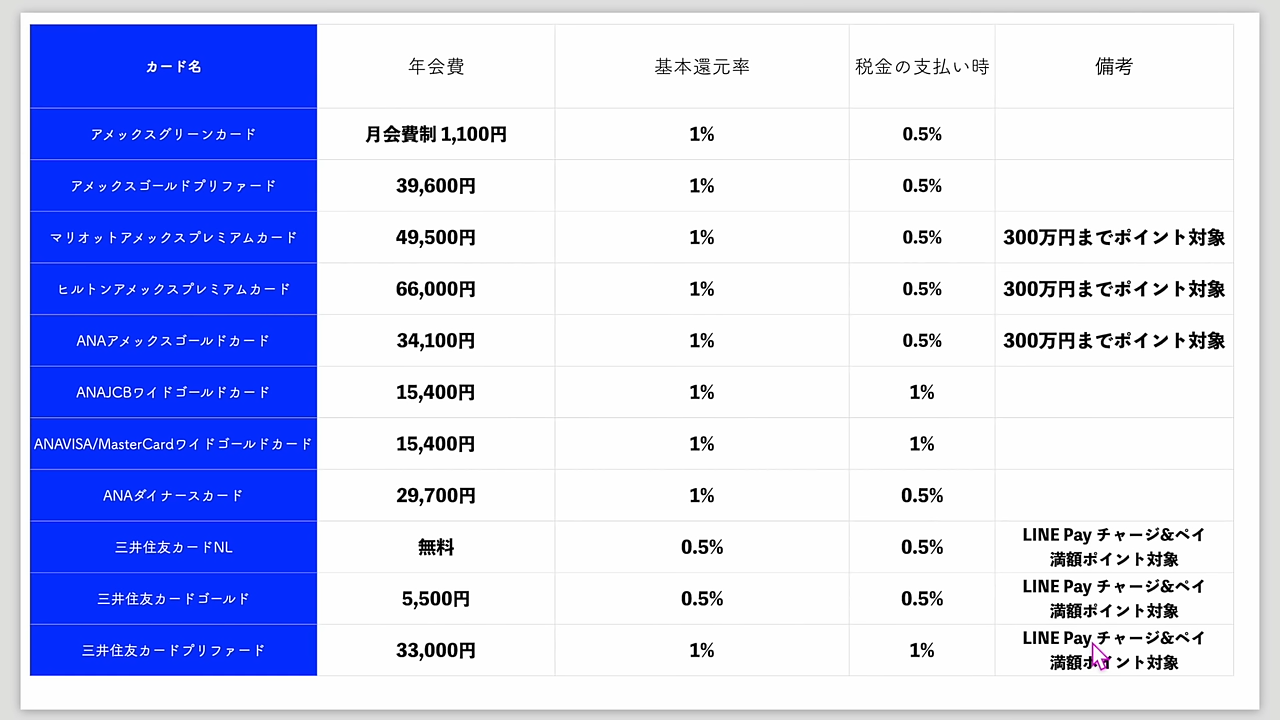 カード名 年会費 基本還元率 税金の支払い時 備考
アメックスグリーンカード 月会費制 1,100円 1% 0.5%
アメックスゴールドプリファード 39,600円 1% 0.5%
マリオットアメックスプレミアムカード 49,500円 1% 0.5% 300万円までポイント対象
ヒルトンアメックスプレミアムカード 66,000円 1% 0.5% 300万円までポイント対象
ANAアメックスゴールドカード 34,100円 1% 0.5% 300万円までポイント対象
ANAJCBワイドゴールドカード 15,400円 1% 1%
ANAVISA/MasterCardワイドゴールドカード 15,400円 1% 1%
ANAダイナースカード 29,700円 1% 0.5%
三井住友カードNL 無料 0.5% 0.5% LINE Pay チャージ&ペイ
満額ポイント対象
三井住友カードゴールド 5,500円 0.5% 0.5% LINE Pay チャージ&ペイ
満額ポイント対象
三井住友カードプリファード 33,000円 1% 1% LINE Pay チャージ&ペイ
満額ポイント対象